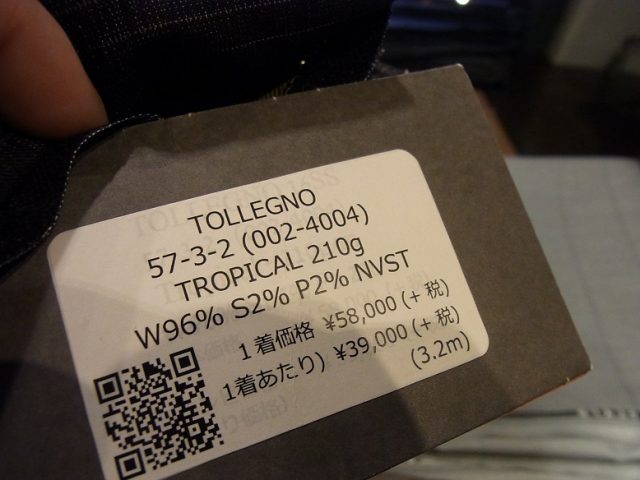 TOLLEGNO
57-3-2 (002-4004)
TROPICAL 210g
W96% S2% P2% NVST
1着価格 ¥58,000(+ 税)
1着あたり) ¥39,000(+ 税)
(3.2m)